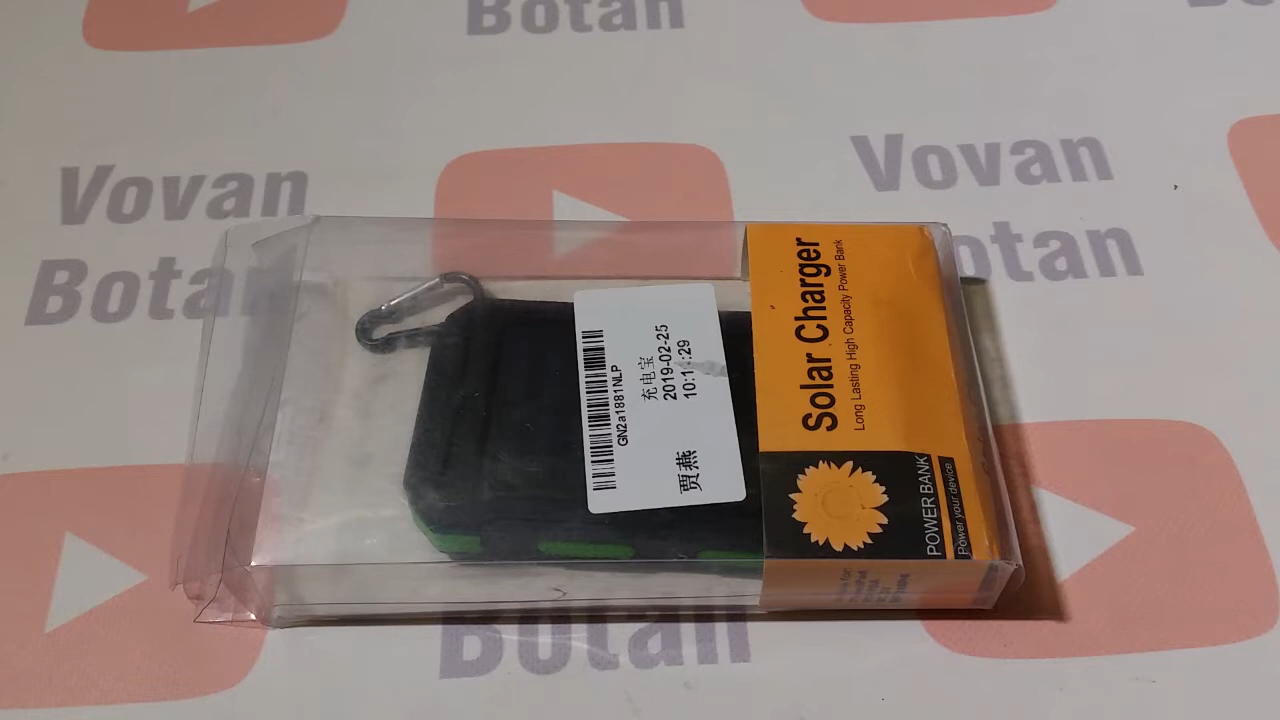 Botan
Vovan
Botan
Vovan
Botan
Botan
Solar Charger
Long Lasting High Capacity Power Bank
POWER BANK
Power your device
GN2a1881NLP
充电宝
2019-02-25
贾燕